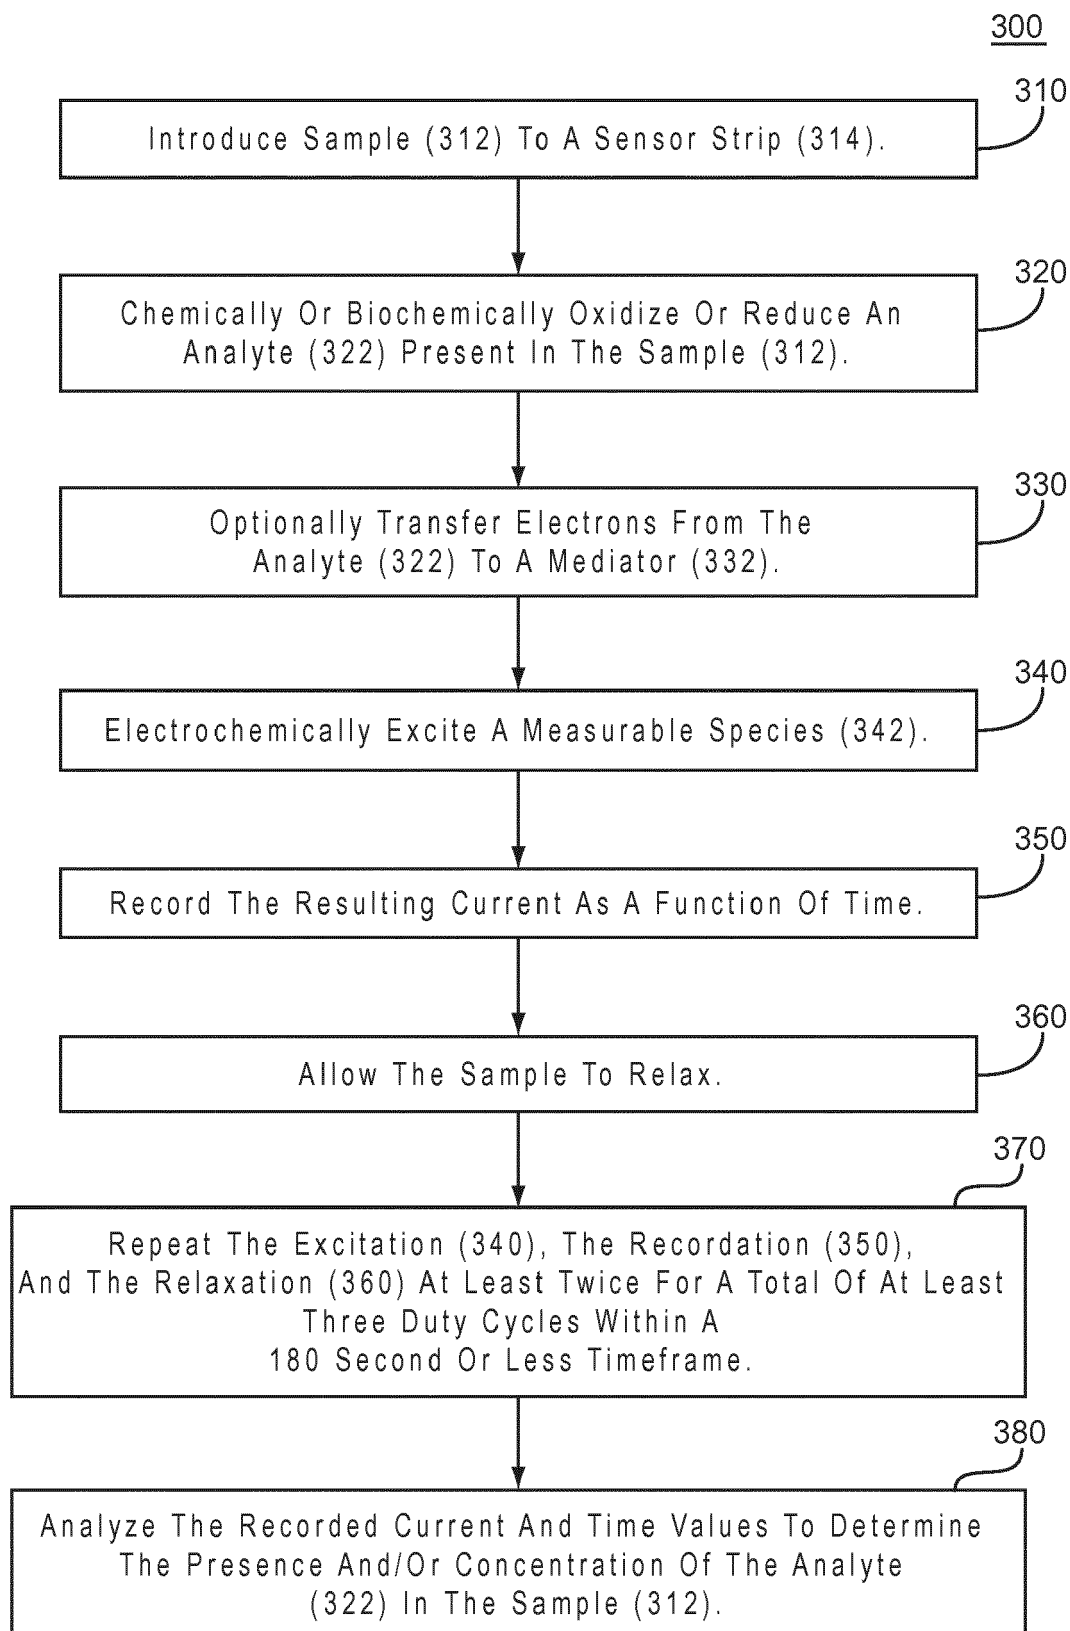 300
310
Introduce Sample (312) To A Sensor Strip (314).
320
Chemically Or Biochemically Oxidize Or Reduce An
Analyte (322) Present In The Sample (312).
330
Optionally Transfer Electrons From The
Analyte (322) To A Mediator (332).
340
Electrochemically Excite A Measurable Species (342).
350
Record The Resulting Current As A Function Of Time.
360
Allow The Sample To Relax.
370
Repeat The Excitation (340), The Recordation (350),
And The Relaxation (360) At Least Twice For A Total Of At Least
Three Duty Cycles Within A
180 Second Or Less Timeframe.
380
Analyze The Recorded Current And Time Values To Determine
The Presence And/Or Concentration Of The Analyte
(322) In The Sample (312).